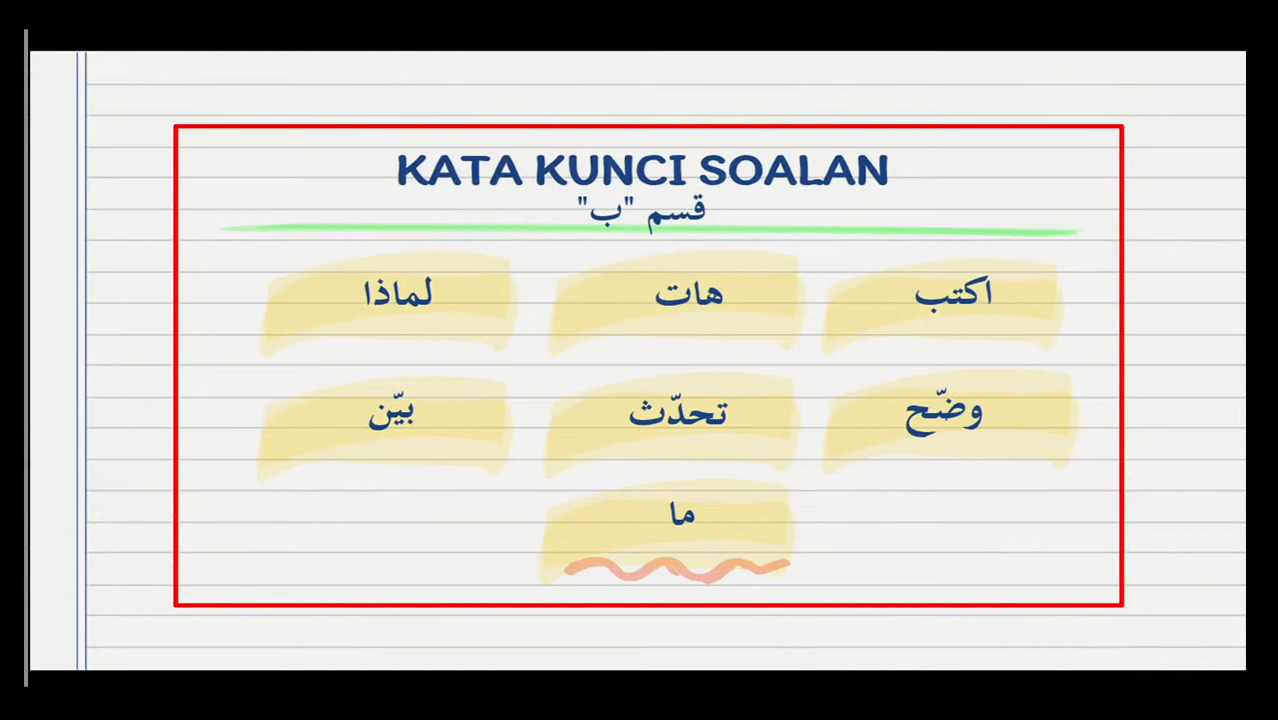 KATA KUNCI SOALAN
قسم "ب"
اكتب هات لماذا
وضّح تحدّث بيّن
ما